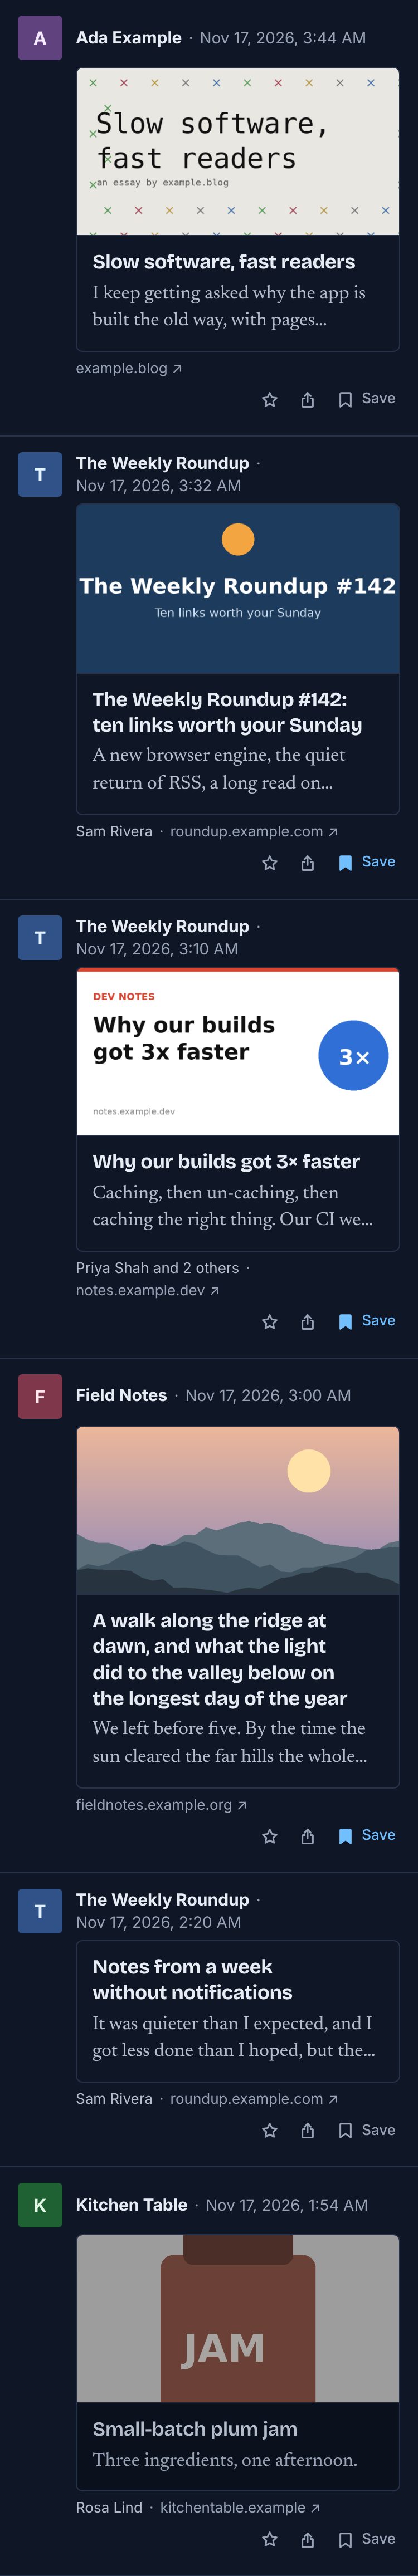 A
Ada Example · Nov 17, 2026, 3:44 AM
Slow software,
fast readers
an essay by example.blog
Slow software, fast readers
I keep getting asked why the app is
built the old way, with pages...
example.blog ↗
Save
T
The Weekly Roundup ·
Nov 17, 2026, 3:32 AM
The Weekly Roundup #142
Ten links worth your Sunday
The Weekly Roundup #142:
ten links worth your Sunday
A new browser engine, the quiet
return of RSS, a long read on...
Sam Rivera · roundup.example.com ↗
Save
T
The Weekly Roundup ·
Nov 17, 2026, 3:10 AM
DEV NOTES
Why our builds
got 3x faster
3×
notes.example.dev
Why our builds got 3× faster
Caching, then un-caching, then
caching the right thing. Our CI we...
Priya Shah and 2 others ·
notes.example.dev ↗
Save
F
Field Notes · Nov 17, 2026, 3:00 AM
A walk along the ridge at
dawn, and what the light
did to the valley below on
the longest day of the year
We left before five. By the time the
sun cleared the far hills the whole...
fieldnotes.example.org ↗
Save
T
The Weekly Roundup ·
Nov 17, 2026, 2:20 AM
Notes from a week
without notifications
It was quieter than I expected, and I
got less done than I hoped, but the...
Sam Rivera · roundup.example.com ↗
Save
K
Kitchen Table · Nov 17, 2026, 1:54 AM
JAM
Small-batch plum jam
Three ingredients, one afternoon.
Rosa Lind · kitchentable.example ↗
Save